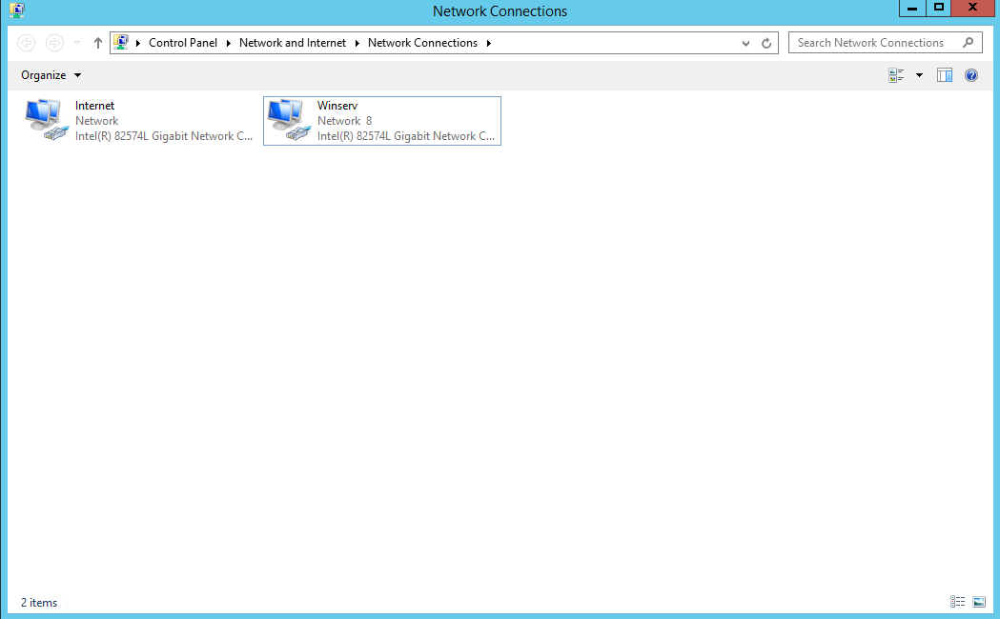 Network Connections
Control Panel Network and Internet Network Connections
Search Network Connections
Organize
Internet
Network
Intel(R) 82574L Gigabit Network C...
Winserv
Network 8
Intel(R) 82574L Gigabit Network C...
2 items